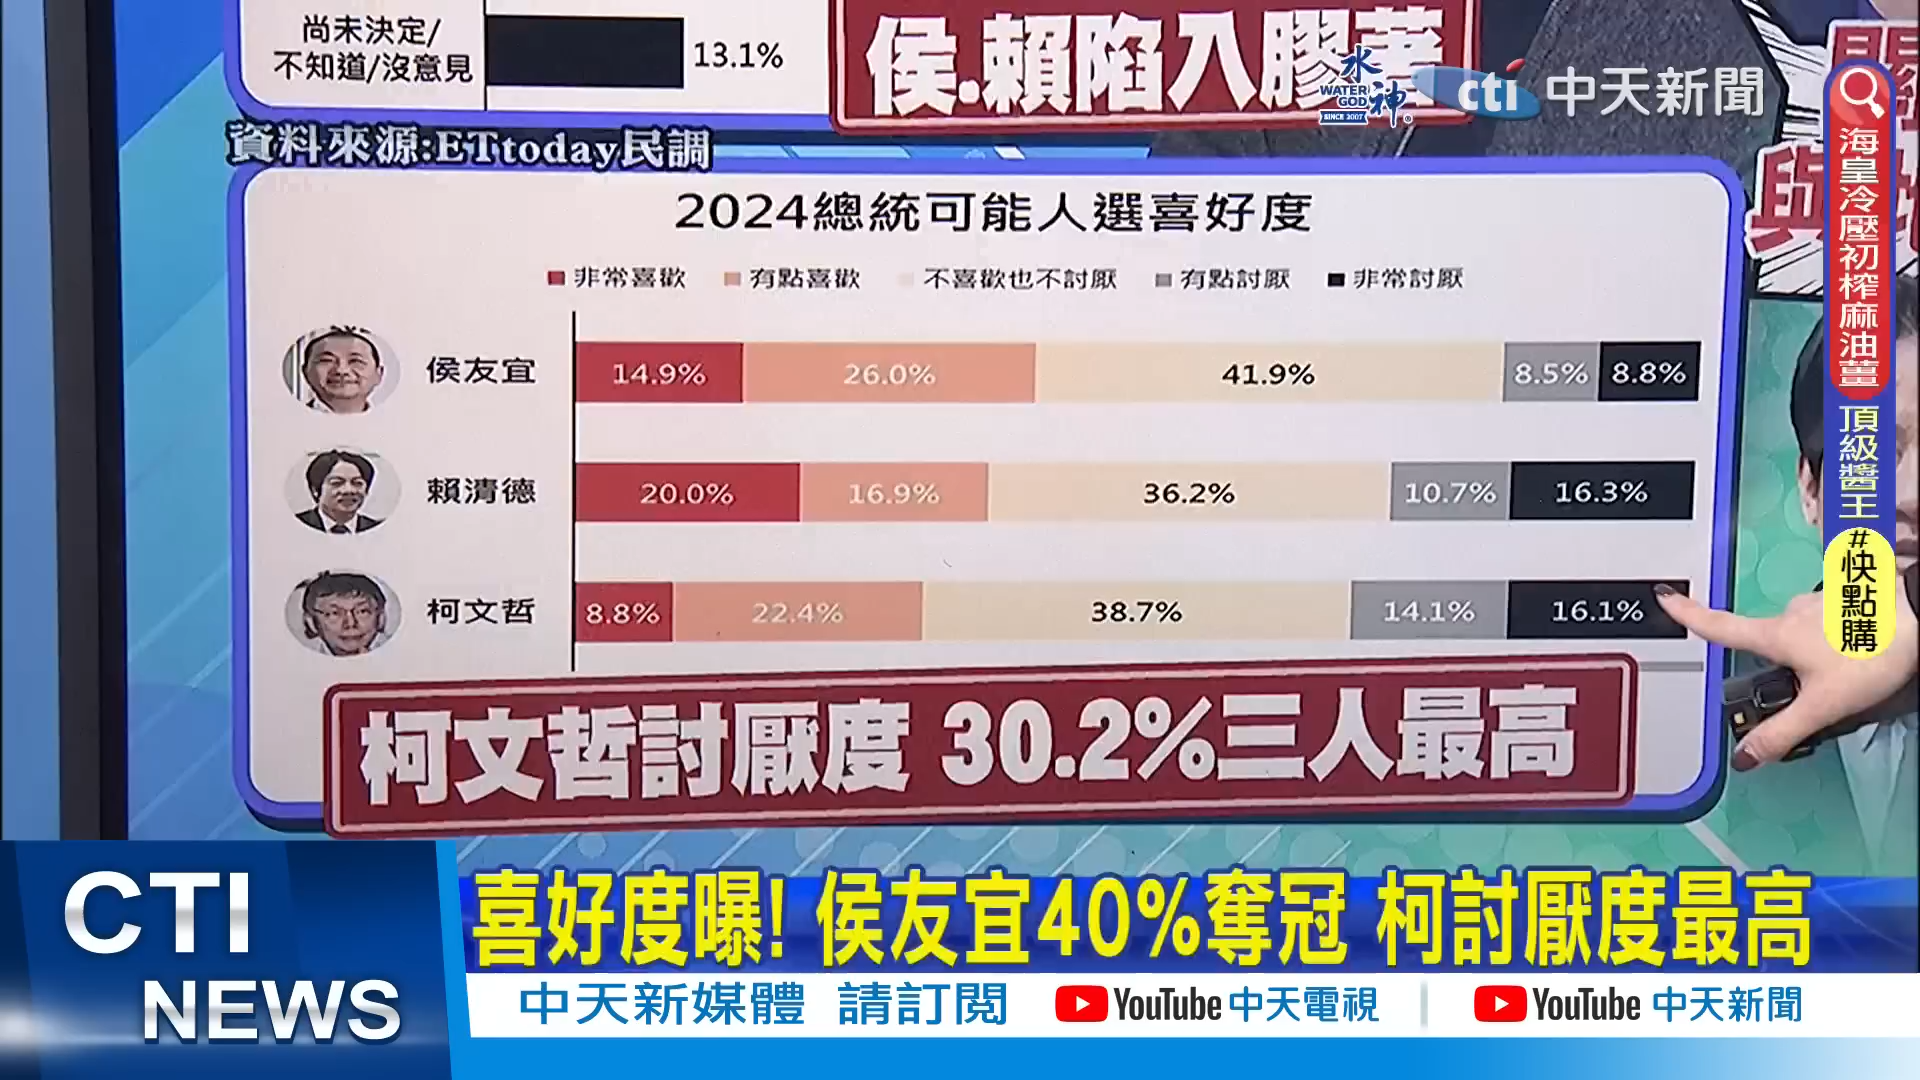 尚未決定/
不知道/沒意見
13.1%
侯.賴陷入膠著
水神
WATER GOD
SINCE 2007
cti 中天新聞
資料來源:ETtoday民調
2024總統可能人選喜好度
非常喜歡 有點喜歡 不喜歡也不討厭 有點討厭 非常討厭
侯友宜 14.9% 26.0% 41.9% 8.5% 8.8%
賴清德 20.0% 16.9% 36.2% 10.7% 16.3%
柯文哲 8.8% 22.4% 38.7% 14.1% 16.1%
柯文哲討厭度 30.2%三人最高
海皇冷壓初榨麻油薑
頂級醬王
#快點購
CTI
NEWS
喜好度曝! 侯友宜40%奪冠 柯討厭度最高
中天新媒體 請訂閱 YouTube 中天電視 | YouTube 中天新聞